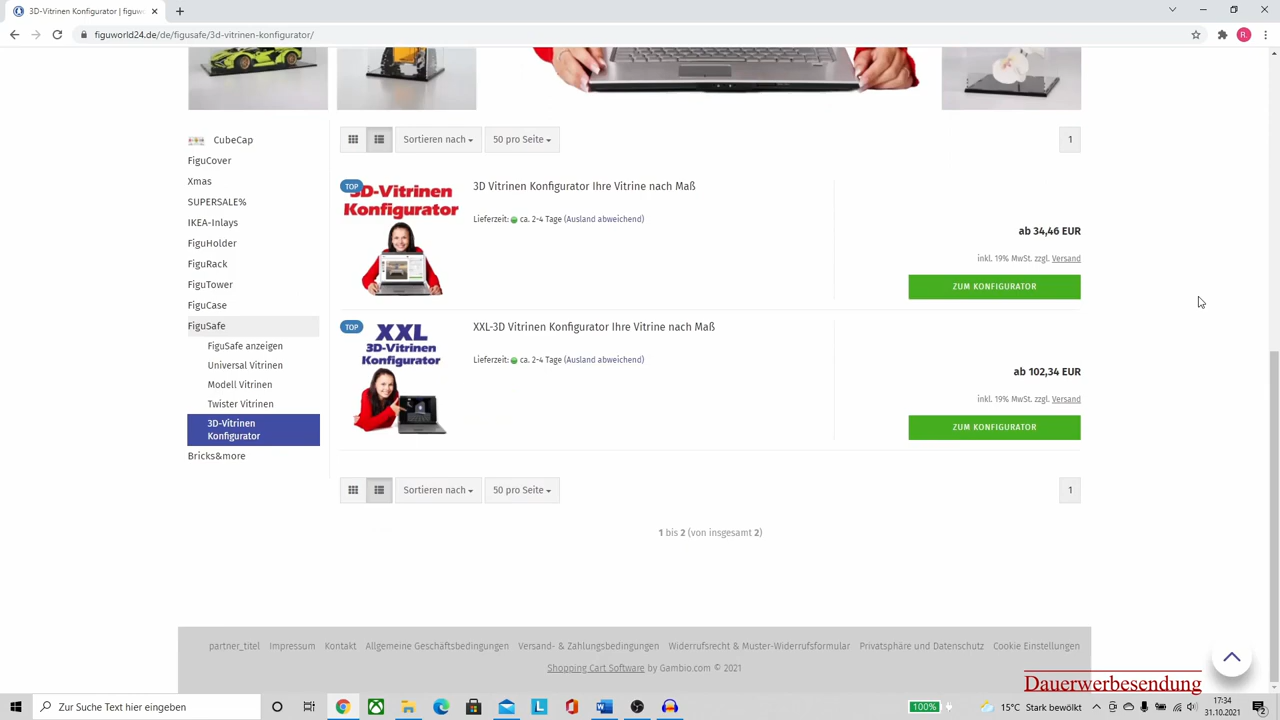 3D-Vitrinen Konfigurator | figuwo
figuworld24.de/de/figusafe/3d-vitrinen-konfigurator/
R.
CubeCap
FiguCover
Xmas
SUPERSALE%
IKEA-Inlays
FiguHolder
FiguRack
FiguTower
FiguCase
FiguSafe
FiguSafe anzeigen
Universal Vitrinen
Modell Vitrinen
Twister Vitrinen
3D-Vitrinen
Konfigurator
Bricks&more
Sortieren nach
50 pro Seite
1
TOP
3D-Vitrinen
Konfigurator
3D Vitrinen Konfigurator Ihre Vitrine nach Maß
Lieferzeit: ca. 2-4 Tage (Ausland abweichend)
ab 34,46 EUR
inkl. 19% MwSt. zzgl. Versand
ZUM KONFIGURATOR
TOP
XXL
3D-Vitrinen
Konfigurator
XXL-3D Vitrinen Konfigurator Ihre Vitrine nach Maß
Lieferzeit: ca. 2-4 Tage (Ausland abweichend)
ab 102,34 EUR
inkl. 19% MwSt. zzgl. Versand
ZUM KONFIGURATOR
Sortieren nach
50 pro Seite
1
1 bis 2 (von insgesamt 2)
partner_titel Impressum Kontakt Allgemeine Geschäftsbedingungen Versand- & Zahlungsbedingungen Widerrufsrecht & Muster-Widerrufsformular Privatsphäre und Datenschutz Cookie Einstellungen
Shopping Cart Software by Gambio.com © 2021
Dauerwerbesendung
Zur Suche Text hier eingeben
100%
15°C Stark bewölkt
17:34
31.10.2021
2